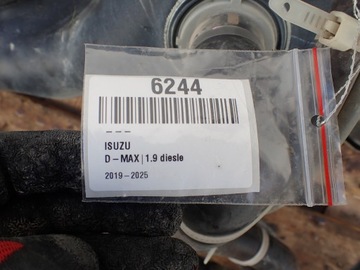 6244
---
ISUZU
D-MAX | 1.9 diesle
2019-2025